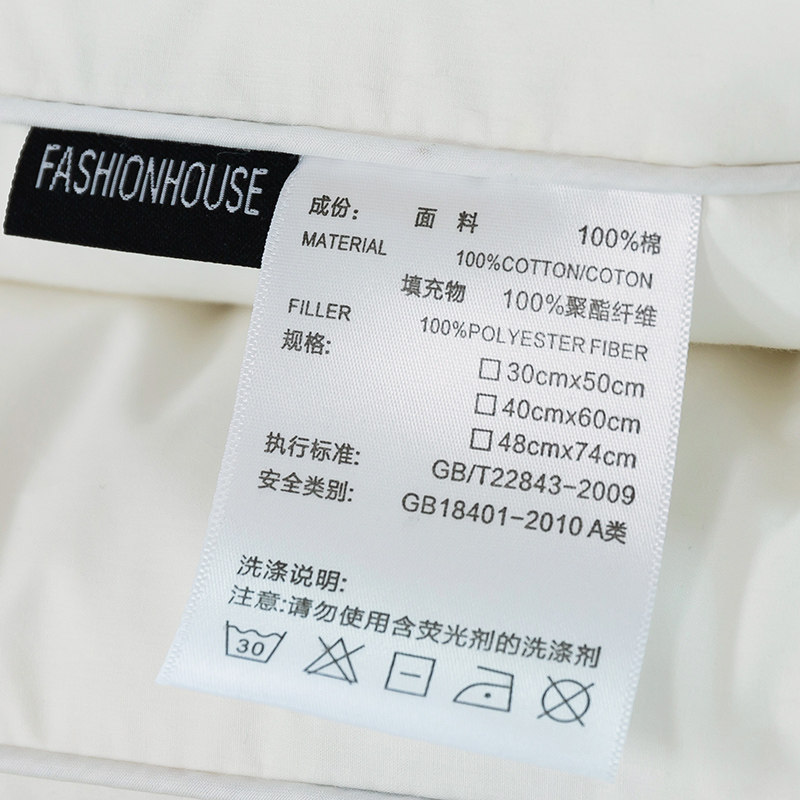 FASHIONHOUSE
成份： 面 料 100%棉
MATERIAL 100%COTTON/COTON
填充物 100%聚酯纤维
FILLER 100%POLYESTER FIBER
规格:
□ 30cmx50cm
□ 40cmx60cm
□ 48cmx74cm
执行标准: GB/T22843-2009
安全类别: GB18401-2010 A类
洗涤说明:
注意:请勿使用含荧光剂的洗涤剂
30